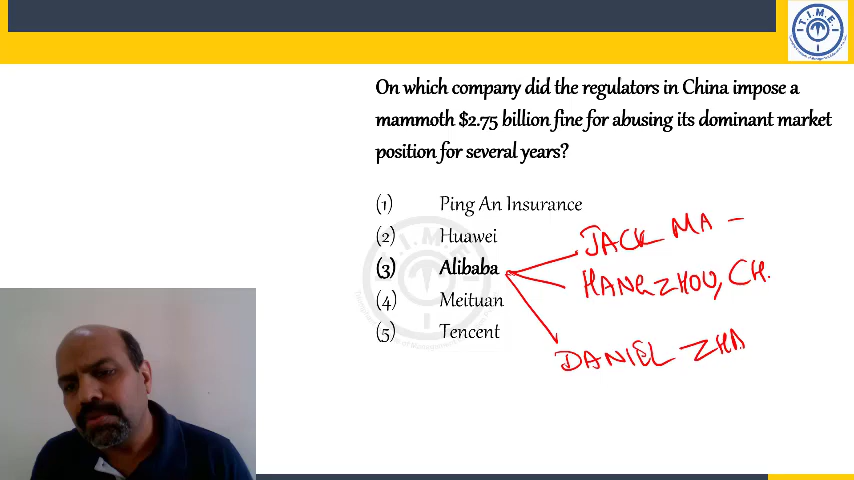 T.I.M.E.
On which company did the regulators in China impose a
mammoth $2.75 billion fine for abusing its dominant market
position for several years?
(1) Ping An Insurance
(2) Huawei
(3) Alibaba
(4) Meituan
(5) Tencent
JACK MA -
HANGZHOU, CH.
DANIEL ZHA